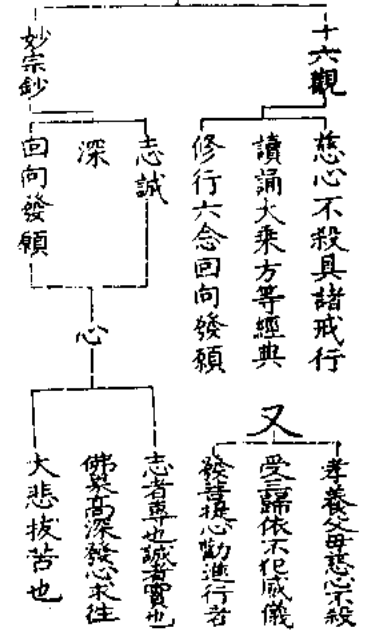 十六觀
慈心不殺具諸戒行
讀誦大乘方等經典
修行六念回向發願
又
孝養父母慈心不殺
受三歸依不犯威儀
發菩提心勸進行者
妙宗鈔
志誠
深
回向發願
心
志者專也誠者實也
佛果高深發心求往
大悲拔苦也